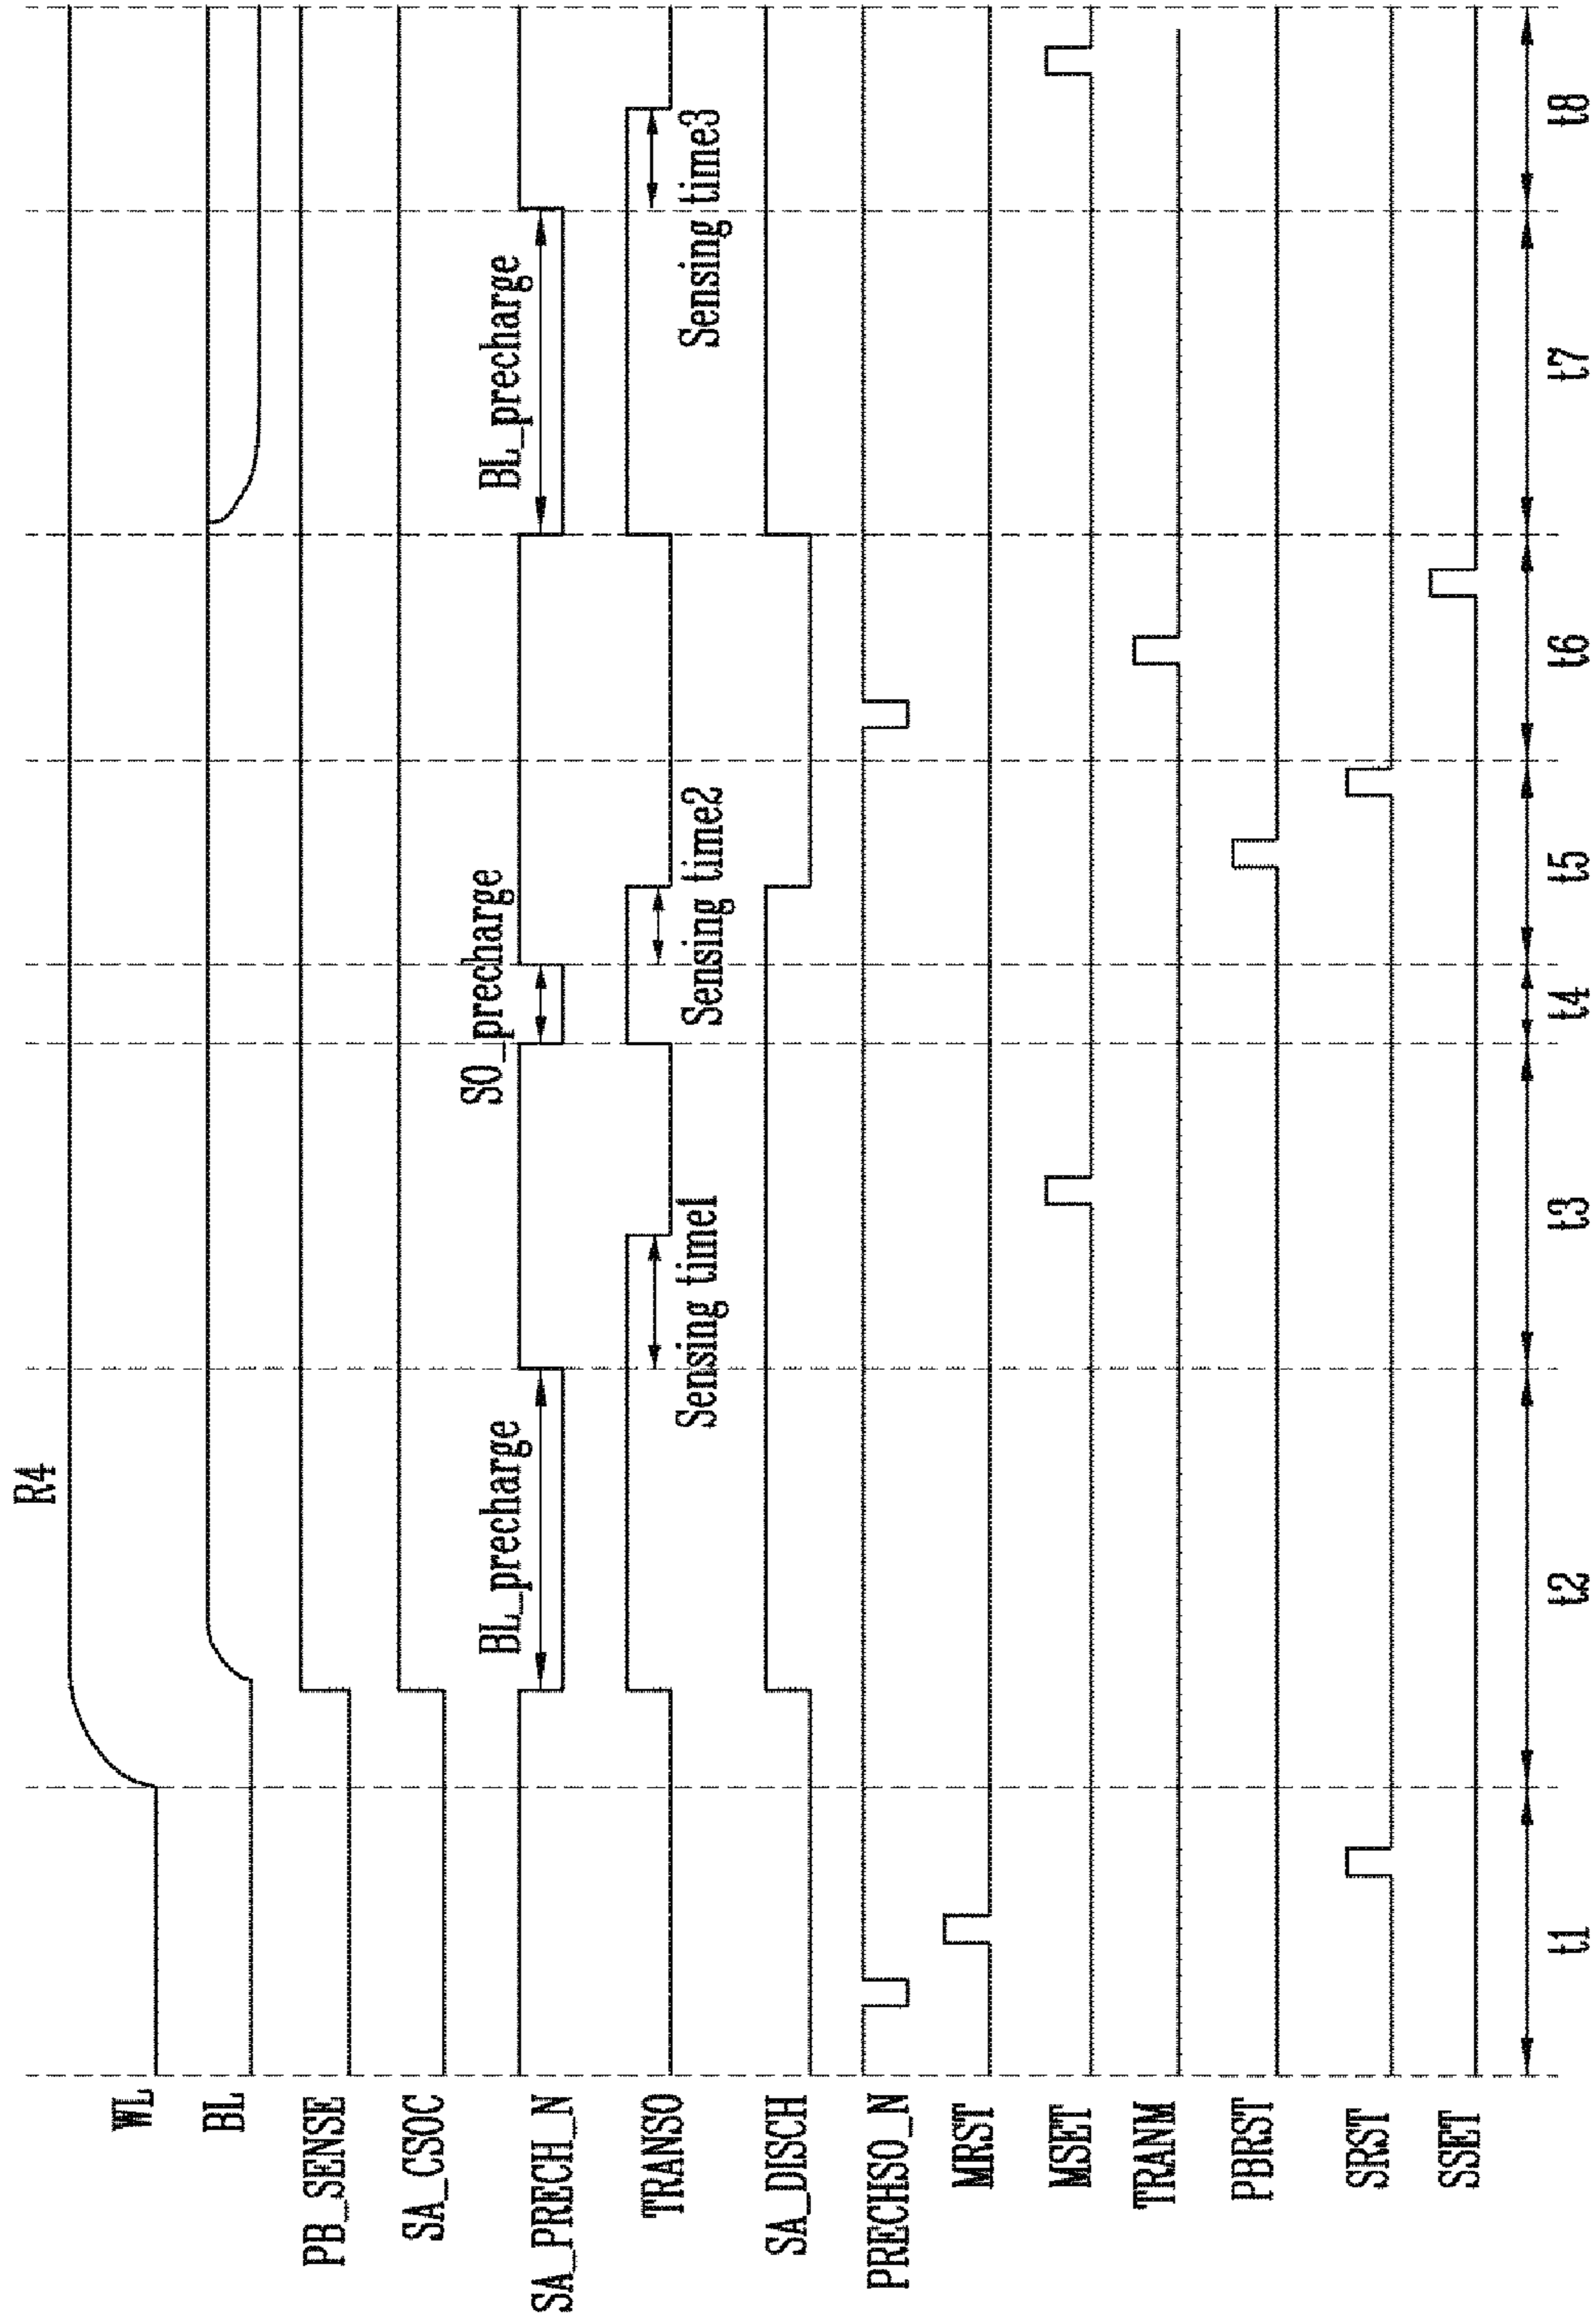 R4
WL
BL
PB_SENSE
SA_CSOC
BL_precharge
SO_precharge
BL_precharge
SA_PRECH_N
TRANSO
Sensing time1
Sensing time2
Sensing time3
SA_DISCH
PRECHSO_N
MRST
MSET
TRANM
PBRST
SRST
SSET
t1
t2
t3
t4
t5
t6
t7
t8